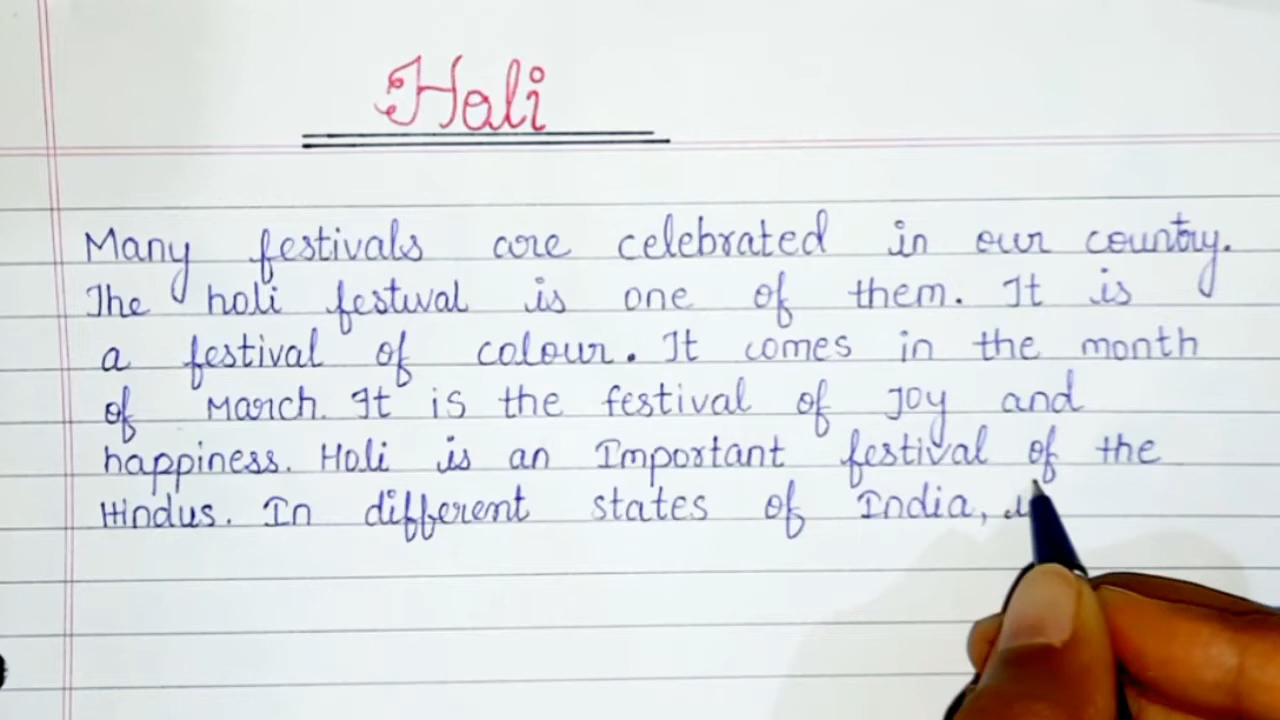 Holi
Many festivals are celebrated in our country.
The holi festival is one of them. It is
a festival of colour. It comes in the month
of March. It is the festival of Joy and
happiness. Holi is an Important festival of the
Hindus. In different states of India,